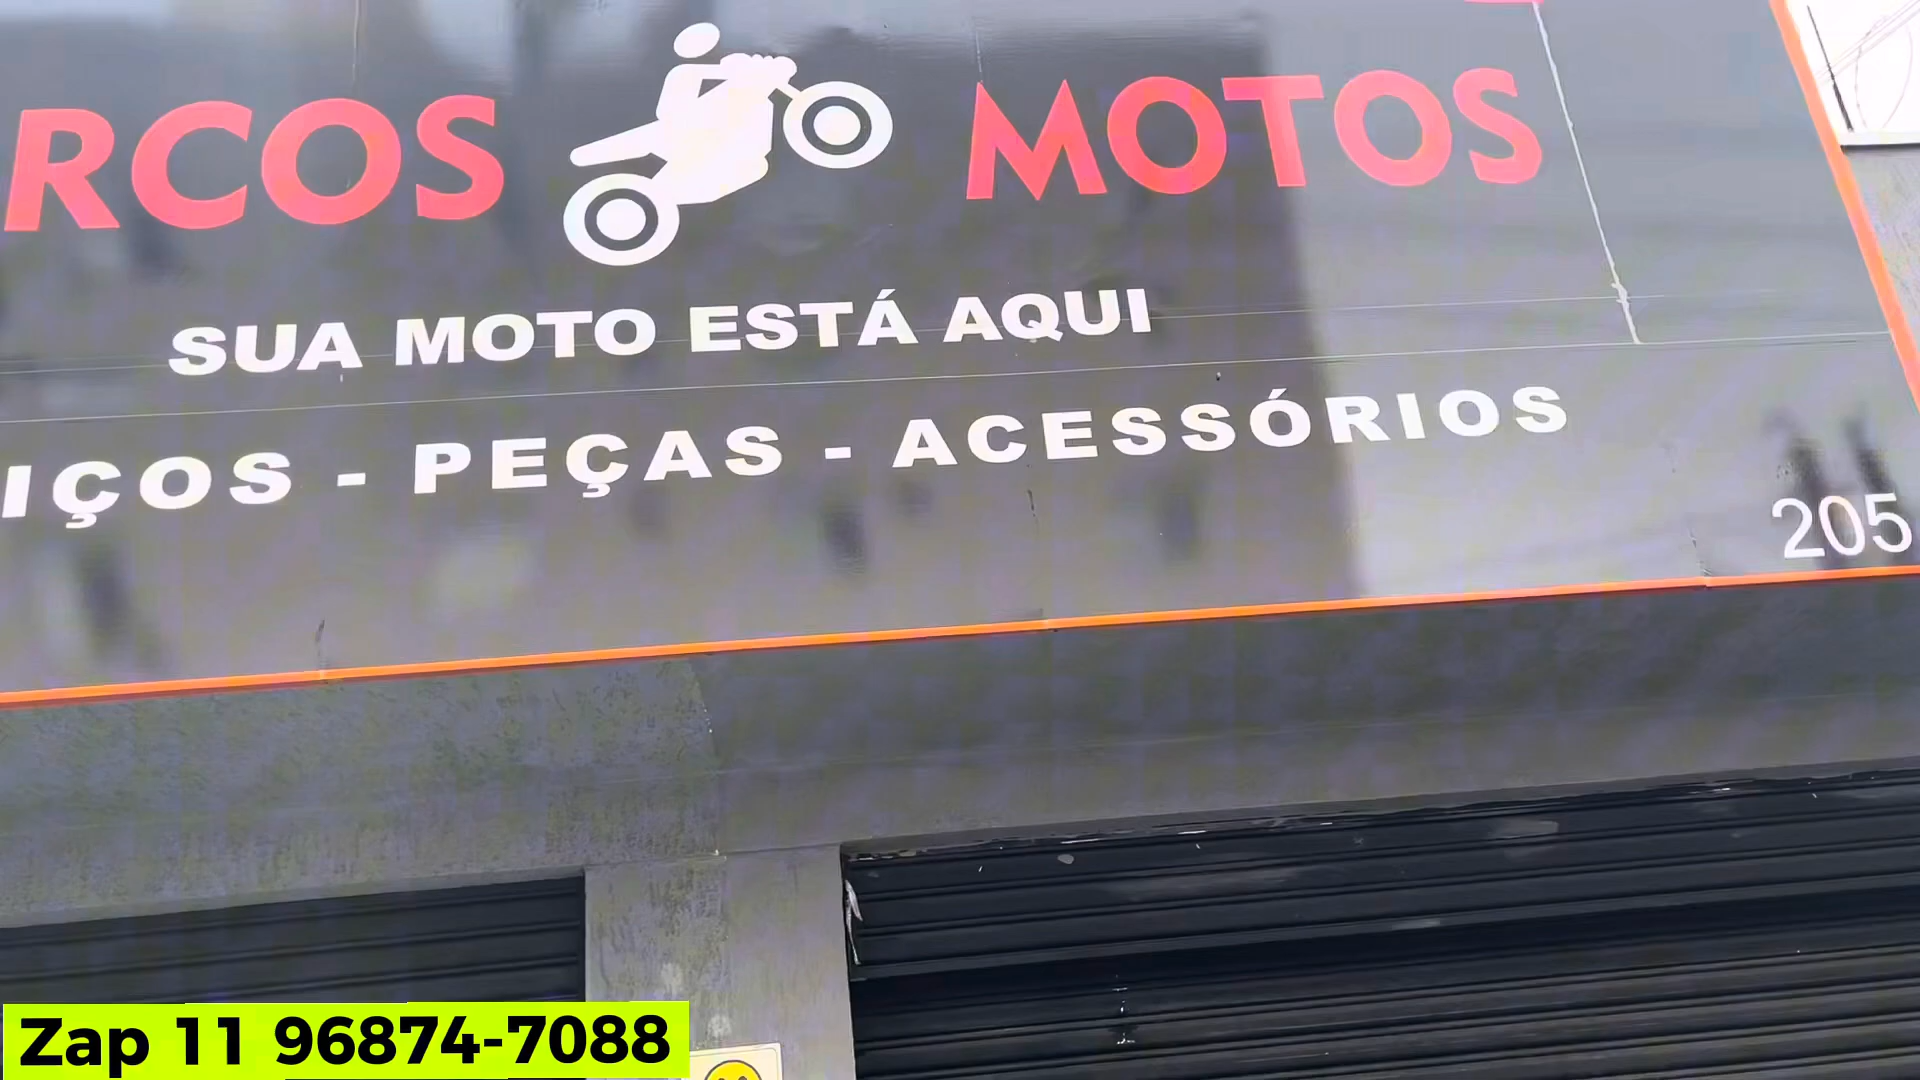 RCOS MOTOS
SUA MOTO ESTÁ AQUI
IÇOS - PEÇAS - ACESSÓRIOS
205
Zap 11 96874-7088